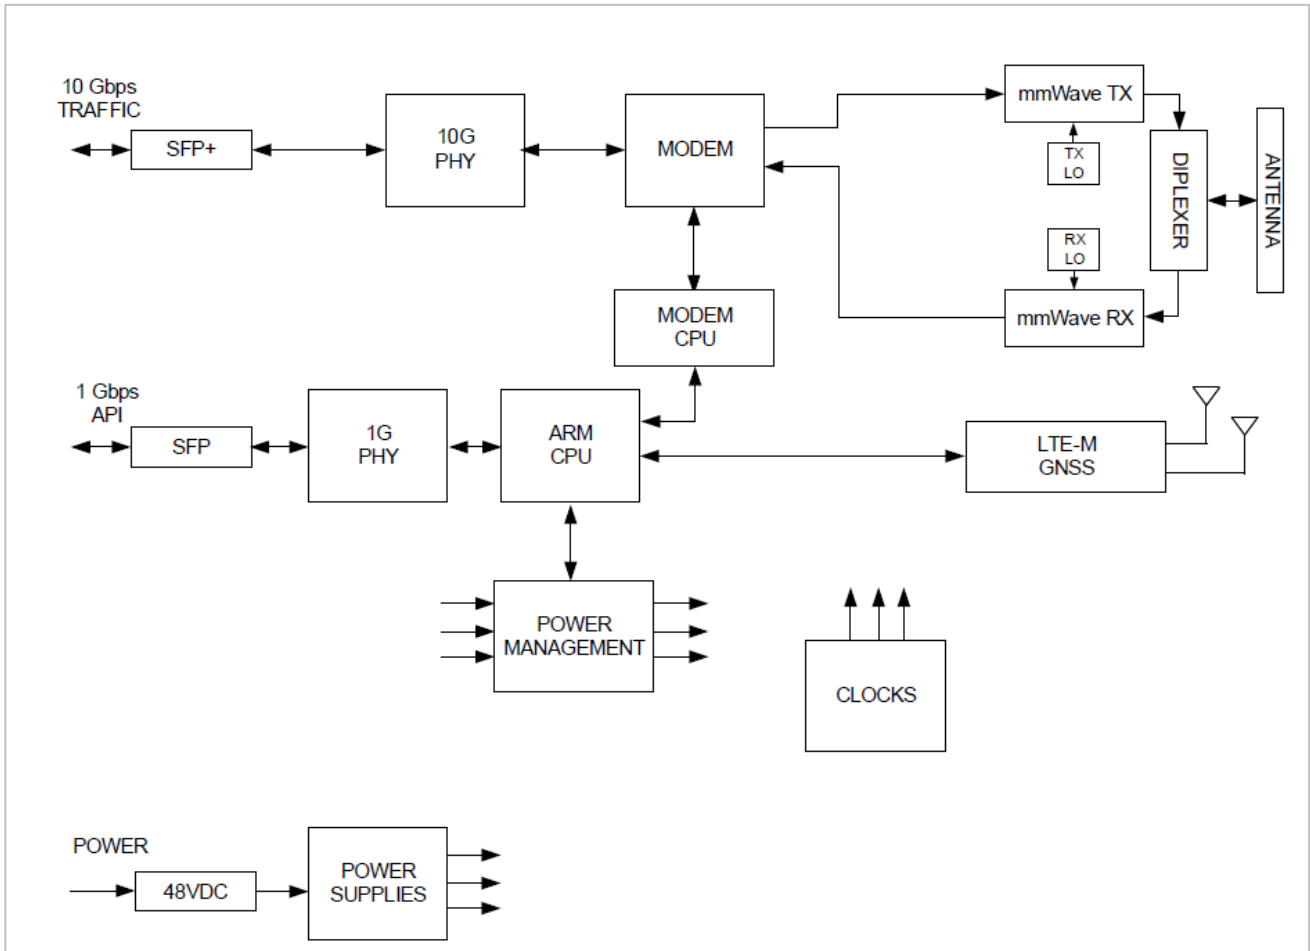 10 Gbps
TRAFFIC
SFP+
10G
PHY
MODEM
mmWave TX
TX
LO
DIPLEXER
ANTENNA
RX
LO
mmWave RX
MODEM
CPU
1 Gbps
API
SFP
1G
PHY
ARM
CPU
LTE-M
GNSS
POWER
MANAGEMENT
CLOCKS
POWER
48VDC
POWER
SUPPLIES